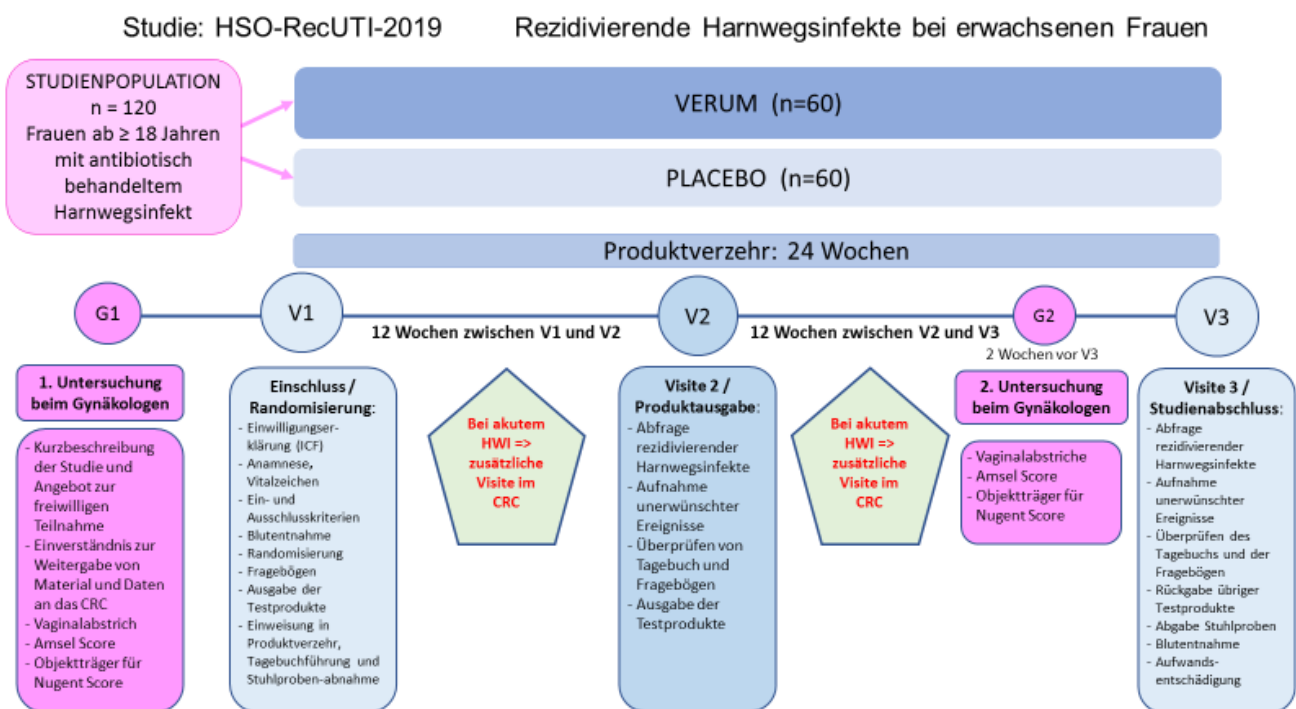 Studie: HSO-RecUTI-2019 Rezidivierende Harnwegsinfekte bei erwachsenen Frauen
STUDIENPOPULATION
n = 120
Frauen ab ≥ 18 Jahren
mit antibiotisch
behandeltem
Harnwegsinfekt
VERUM (n=60)
PLACEBO (n=60)
Produktverzehr: 24 Wochen
G1
V1
12 Wochen zwischen V1 und V2
V2
12 Wochen zwischen V2 und V3
G2
2 Wochen vor V3
V3
1. Untersuchung
beim Gynäkologen
- Kurzbeschreibung
der Studie und
Angebot zur
freiwilligen
Teilnahme
- Einverständnis zur
Weitergabe von
Material und Daten
an das CRC
- Vaginalabstrich
- Amsel Score
- Objektträger für
Nugent Score
Einschluss /
Randomisierung:
- Einwilligungser-
klärung (ICF)
- Anamnese,
Vitalzeichen
- Ein- und
Ausschlusskriterien
- Blutentnahme
- Randomisierung
- Fragebögen
- Ausgabe der
Testprodukte
- Einweisung in
Produktverzehr,
Tagebuchführung und
Stuhlproben-abnahme
Bei akutem
HWI =>
zusätzliche
Visite im
CRC
Visite 2 /
Produktausgabe:
- Abfrage
rezidivierender
Harnwegsinfekte
- Aufnahme
unerwünschter
Ereignisse
- Überprüfen von
Tagebuch und
Fragebögen
- Ausgabe der
Testprodukte
Bei akutem
HWI =>
zusätzliche
Visite im
CRC
2. Untersuchung
beim Gynäkologen
- Vaginalabstriche
- Amsel Score
- Objektträger für
Nugent Score
Visite 3 /
Studienabschluss:
- Abfrage
rezidivierender
Harnwegsinfekte
- Aufnahme
unerwünschter
Ereignisse
- Überprüfen des
Tagebuchs und der
Fragebögen
- Rückgabe übriger
Testprodukte
- Abgabe Stuhlproben
- Blutentnahme
- Aufwands-
entschädigung